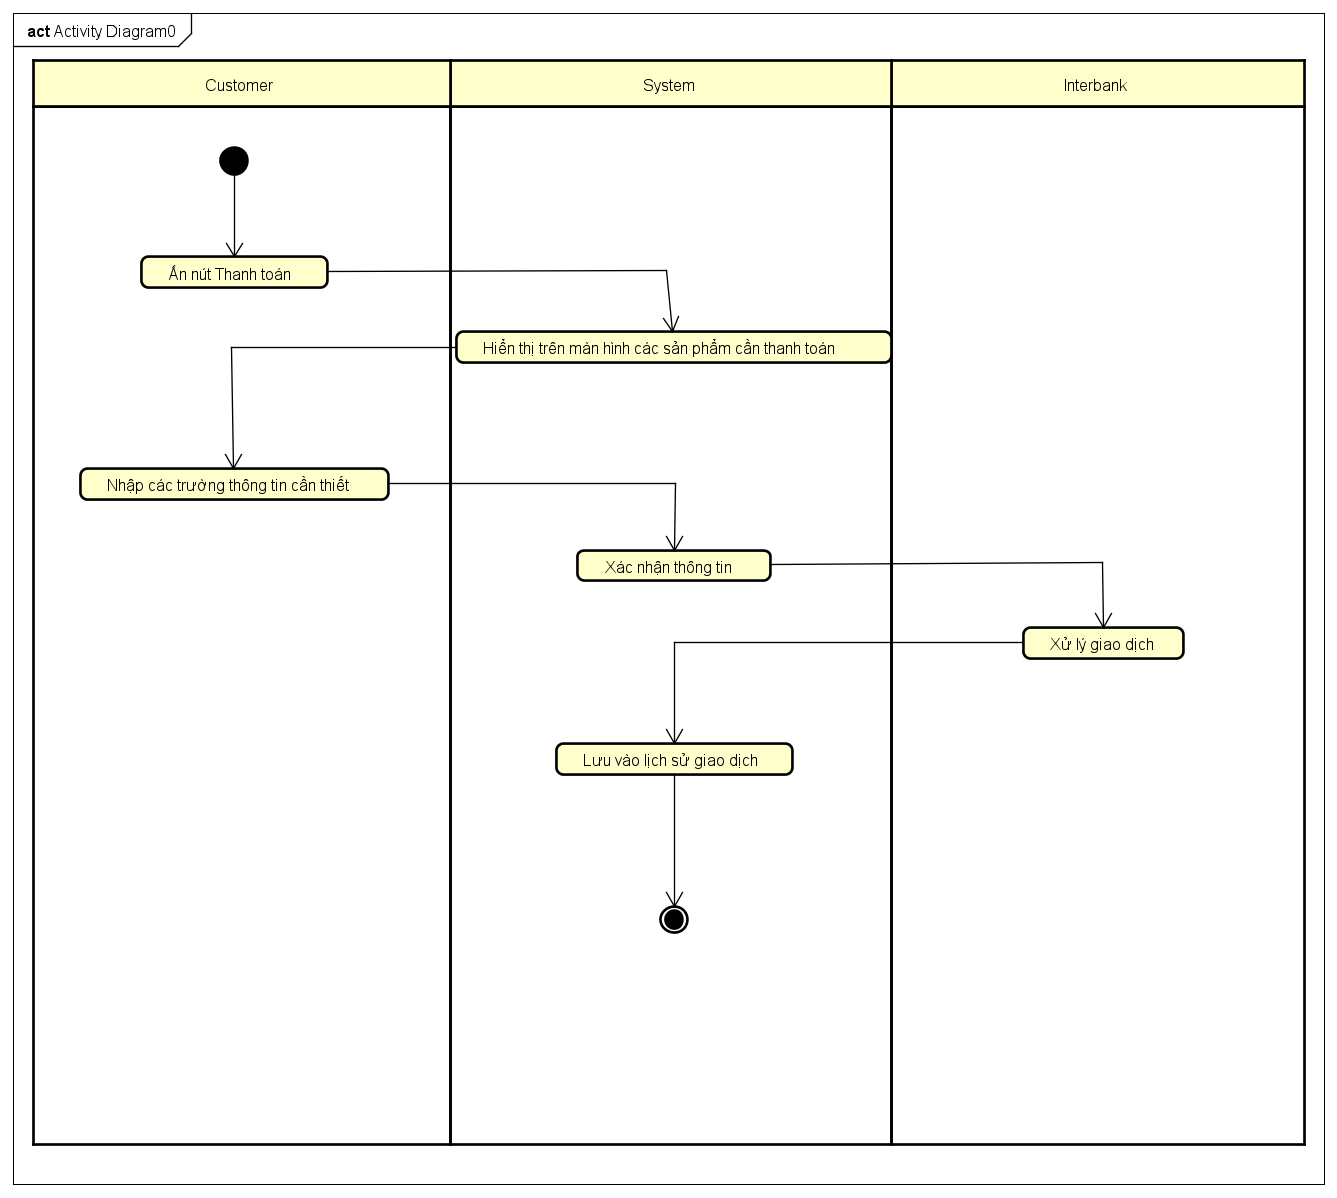 act Activity Diagram0
Customer
System
Interbank
Ấn nút Thanh toán
Hiển thị trên màn hình các sản phẩm cần thanh toán
Nhập các trường thông tin cần thiết
Xác nhận thông tin
Xử lý giao dịch
Lưu vào lịch sử giao dịch